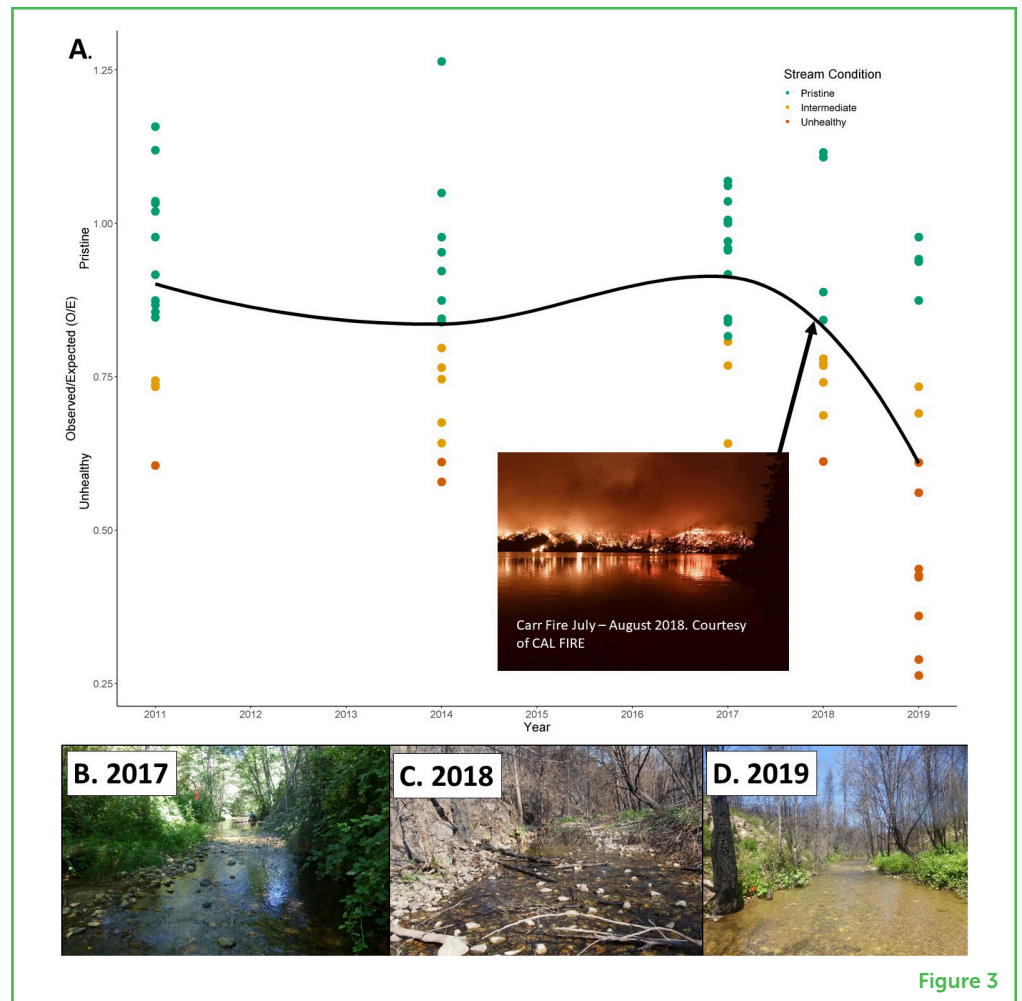 A.
Stream Condition
Pristine
Intermediate
Unhealthy
1.25
1.00
0.75
0.50
0.25
Pristine
Observed/Expected (O/E)
Unhealthy
Carr Fire July – August 2018. Courtesy
of CAL FIRE
2011 2012 2013 2014 2015 2016 2017 2018 2019
Year
B. 2017
C. 2018
D. 2019
Figure 3